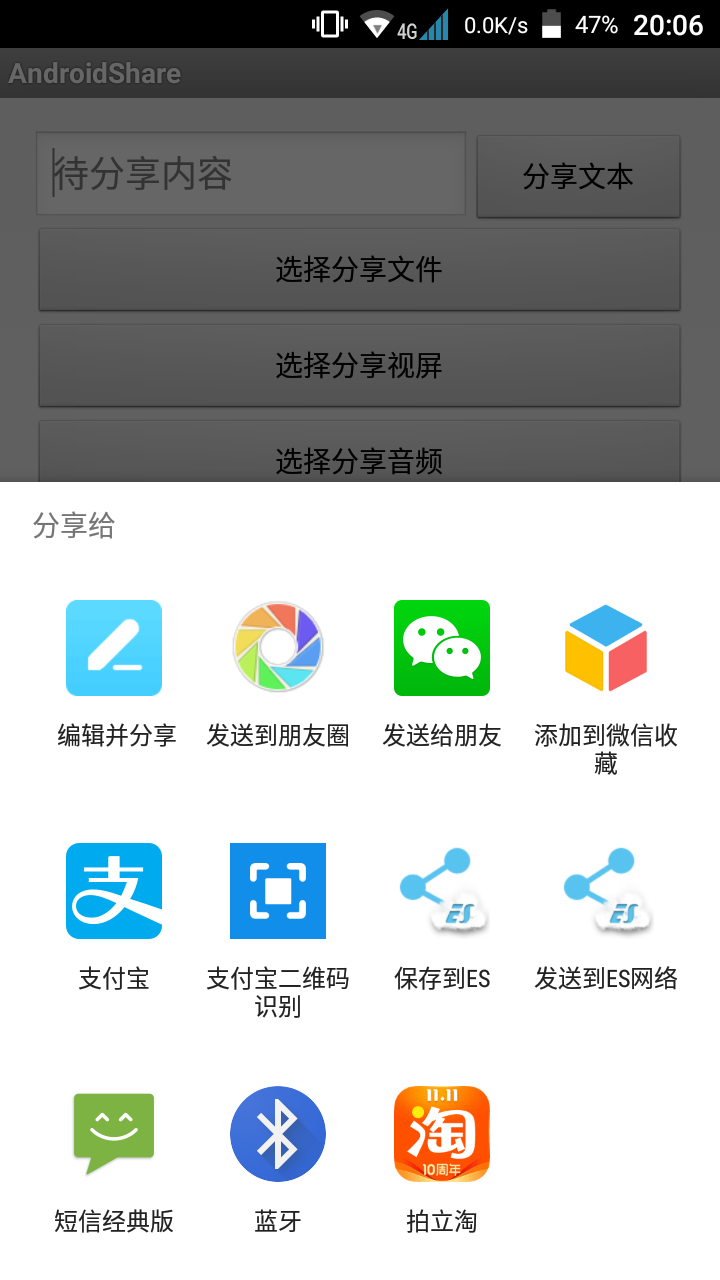 4G 0.0K/s 47% 20:06
AndroidShare
待分享内容 分享文本
选择分享文件
选择分享视屏
选择分享音频
分享给
编辑并分享 发送到朋友圈 发送给朋友 添加到微信收
藏
支
ES ES
支付宝 支付宝二维码 保存到ES 发送到ES网络
识别
11.11
淘
10周年
短信经典版 蓝牙 拍立淘